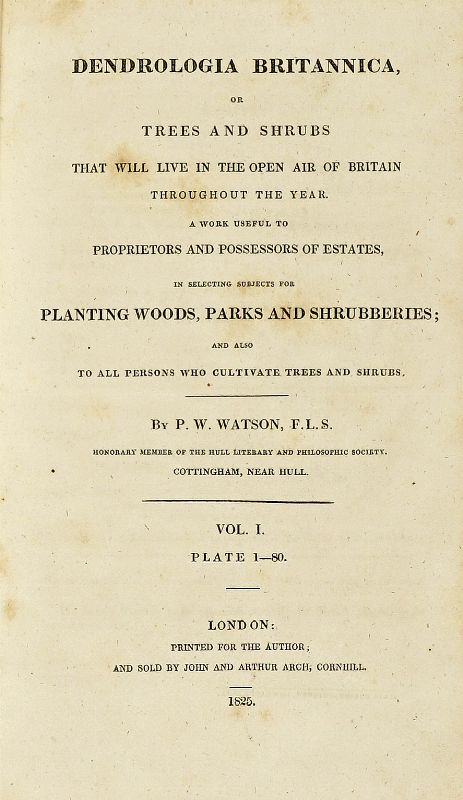 DENDROLOGIA BRITANNICA,
OR
TREES AND SHRUBS
THAT WILL LIVE IN THE OPEN AIR OF BRITAIN
THROUGHOUT THE YEAR.
A WORK USEFUL TO
PROPRIETORS AND POSSESSORS OF ESTATES,
IN SELECTING SUBJECTS FOR
PLANTING WOODS, PARKS AND SHRUBBERIES;
AND ALSO
TO ALL PERSONS WHO CULTIVATE TREES AND SHRUBS.
BY P. W. WATSON, F.L.S.
HONORARY MEMBER OF THE HULL LITERARY AND PHILOSOPHIC SOCIETY.
COTTINGHAM, NEAR HULL.
VOL. I.
PLATE 1—80.
LONDON:
PRINTED FOR THE AUTHOR;
AND SOLD BY JOHN AND ARTHUR ARCH, CORNHILL.
1825.